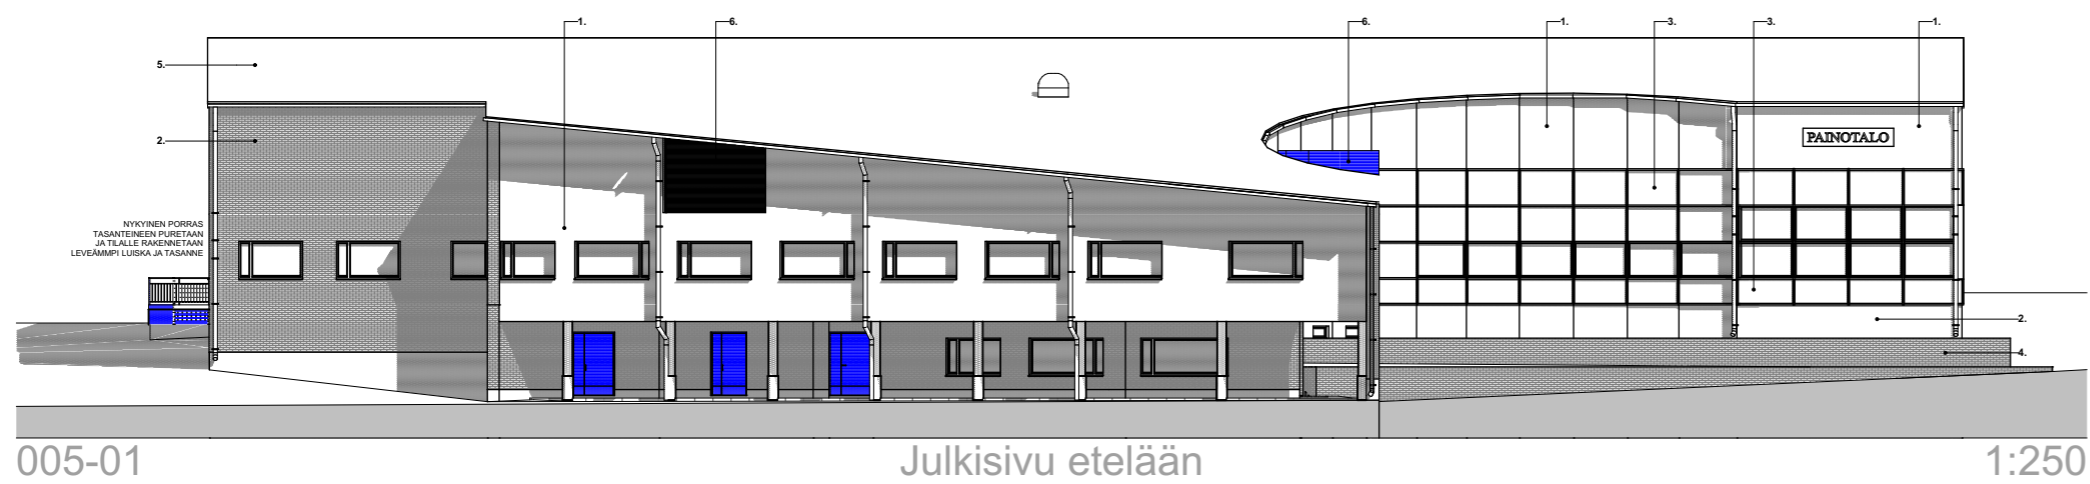 1.
6.
6.
1.
3.
3.
1.
5.
2.
PAINOTALO
NYKYINEN PORRAS
TASANTEINEEN PURETAAN
JA TILALLE RAKENNETAAN
LEVEÄMMPI LUISKA JA TASANNE
2.
4.
005-01
Julkisivu etelään
1:250